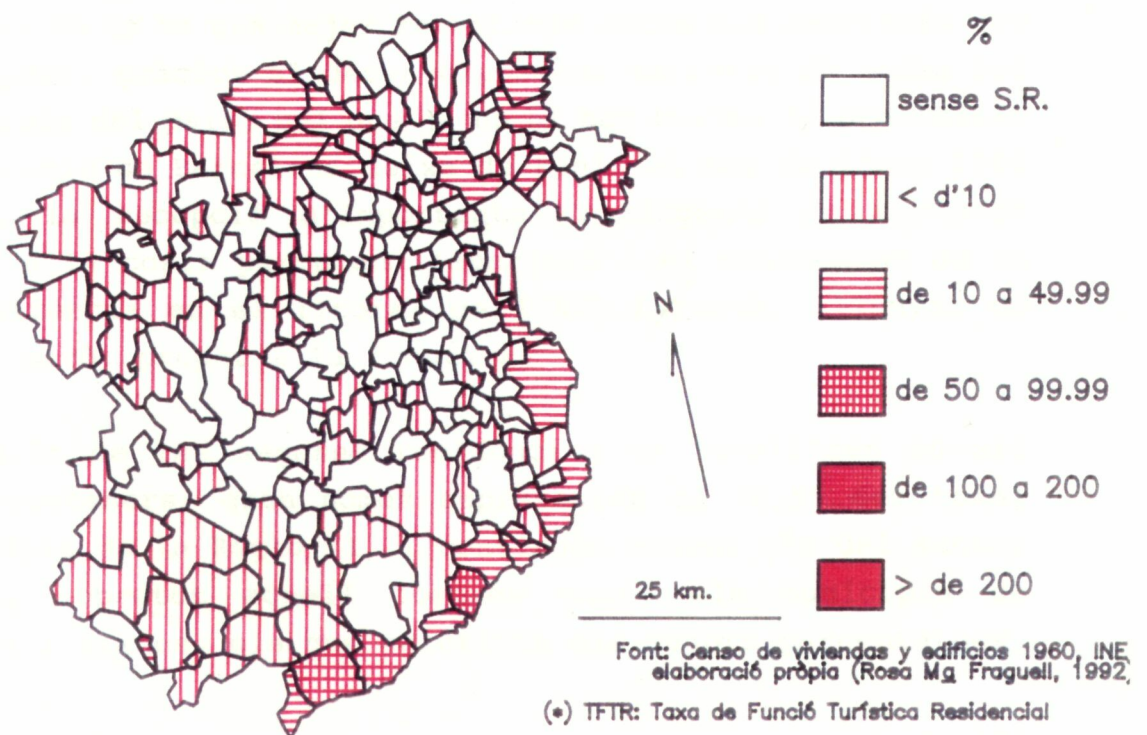 %
sense S.R.
< d'10
de 10 a 49.99
de 50 a 99.99
de 100 a 200
> de 200
N
25 km.
Font: Censo de viviendas y edificios 1960, INE
elaboració pròpia (Rosa Mª Fraguell, 1992
(*) TFTR: Taxa de Funció Turística Residencial